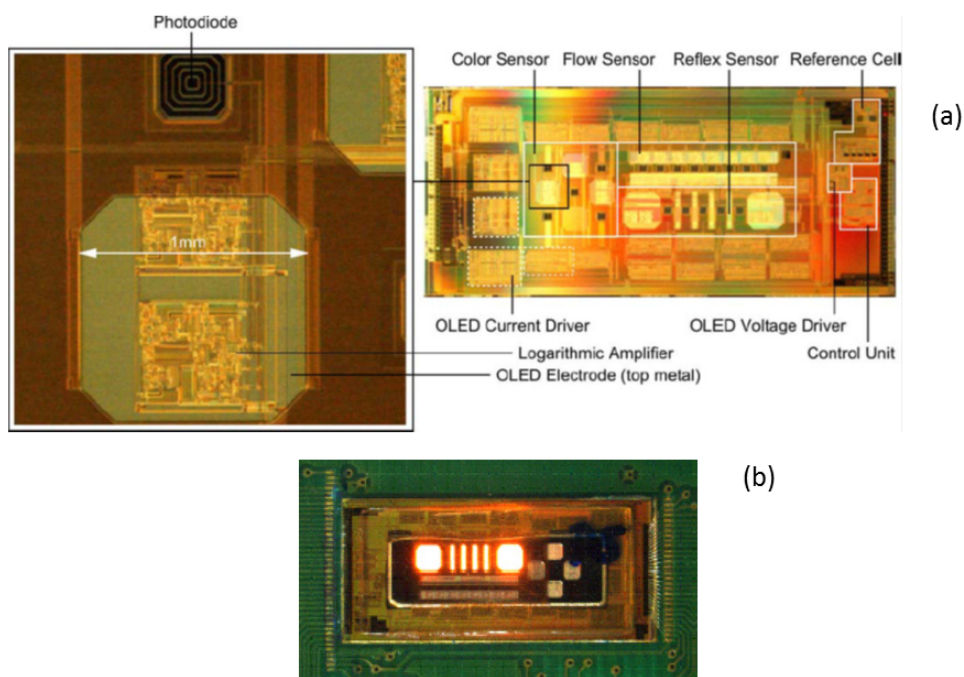 Photodiode
Color Sensor Flow Sensor Reflex Sensor Reference Cell
(a)
1mm
OLED Current Driver OLED Voltage Driver
Logarithmic Amplifier Control Unit
OLED Electrode (top metal)
(b)